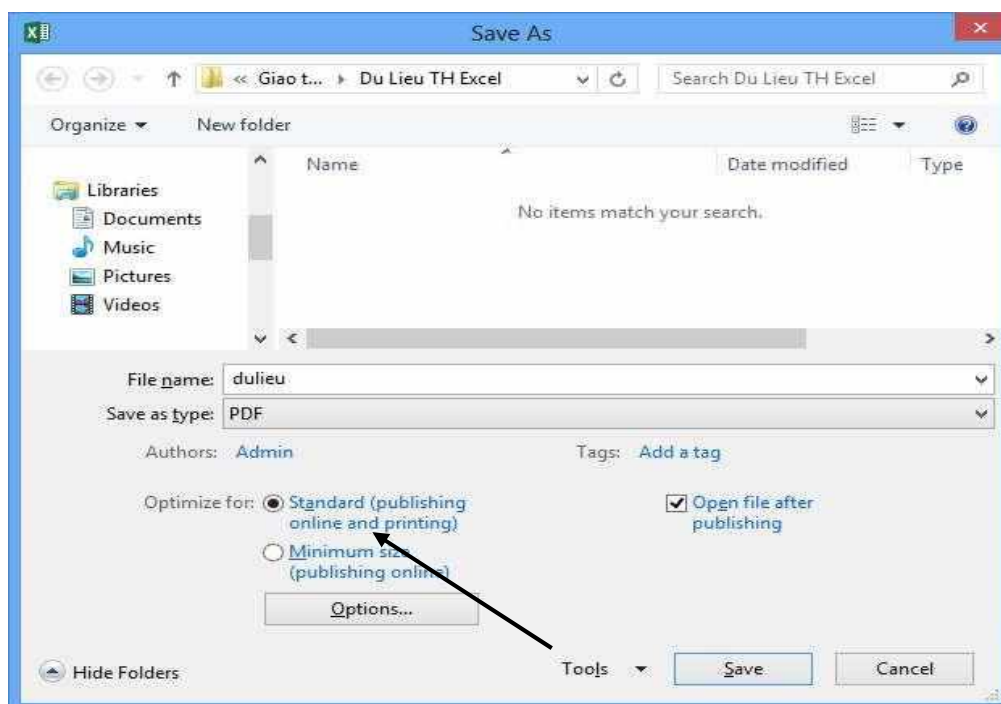 Save As
« Giao t... Du Lieu TH Excel
Search Du Lieu TH Excel
Organize
New folder
Name
Date modified
Type
Libraries
Documents
Music
Pictures
Videos
No items match your search.
File name: dulieu
Save as type: PDF
Authors: Admin
Tags: Add a tag
Optimize for: Standard (publishing
online and printing)
Minimum size
(publishing online)
Open file after
publishing
Options...
Hide Folders
Tools
Save
Cancel